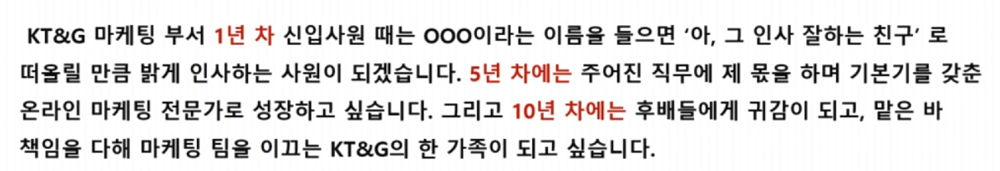 KT&G 마케팅 부서 1년 차 신입사원 때는 OOO이라는 이름을 들으면 ‘아, 그 인사 잘하는 친구’ 로
떠올릴 만큼 밝게 인사하는 사원이 되겠습니다. 5년 차에는 주어진 직무에 제 몫을 하며 기본기를 갖춘
온라인 마케팅 전문가로 성장하고 싶습니다. 그리고 10년 차에는 후배들에게 귀감이 되고, 맡은 바
책임을 다해 마케팅 팀을 이끄는 KT&G의 한 가족이 되고 싶습니다.